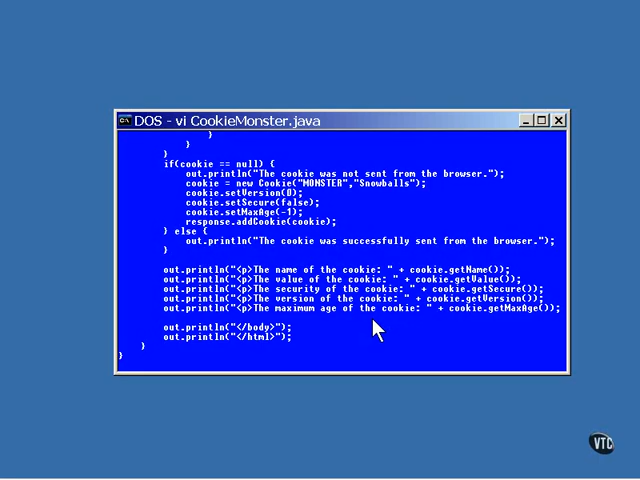 DOS - vi CookieMonster.java
}
}
}
if(cookie == null) {
out.println("The cookie was not sent from the browser.");
cookie = new Cookie("MONSTER","Snowballs");
cookie.setVersion(0);
cookie.setSecure(false);
cookie.setMaxAge(-1);
response.addCookie(cookie);
} else {
out.println("The cookie was successfully sent from the browser.");
}
out.println("<p>The name of the cookie: " + cookie.getName());
out.println("<p>The value of the cookie: " + cookie.getValue());
out.println("<p>The security of the cookie: " + cookie.getSecure());
out.println("<p>The version of the cookie: " + cookie.getVersion());
out.println("<p>The maximum age of the cookie: " + cookie.getMaxAge());
out.println("</body>");
out.println("</html>");
}
}
VTC